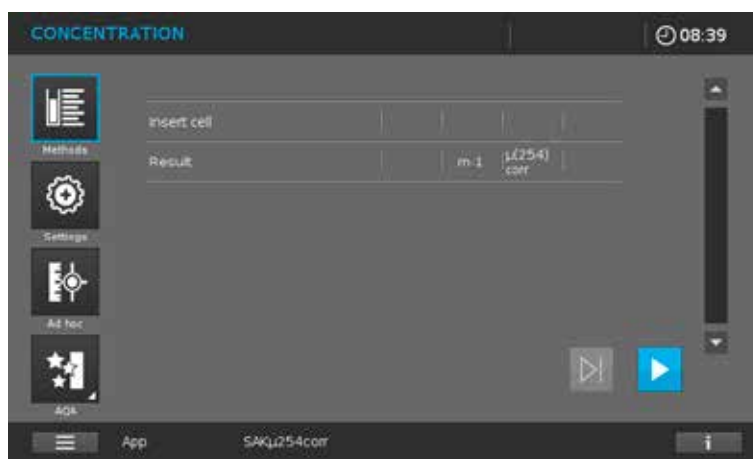 CONCENTRATION 08:39
Insert cell
Methods
Result m-1 µ(254) corr
Settings
Ad hoc
AQA
App SAKµ254corr i